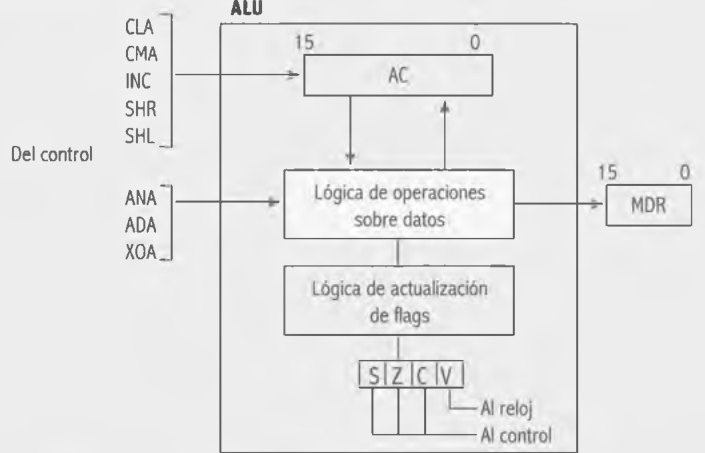 ALU
CLA
CMA
INC
SHR
SHL
15 0
AC
Del control
ANA
ADA
XOA
Lógica de operaciones
sobre datos
15 0
MDR
Lógica de actualización
de flags
S Z C V
Al reloj
Al control